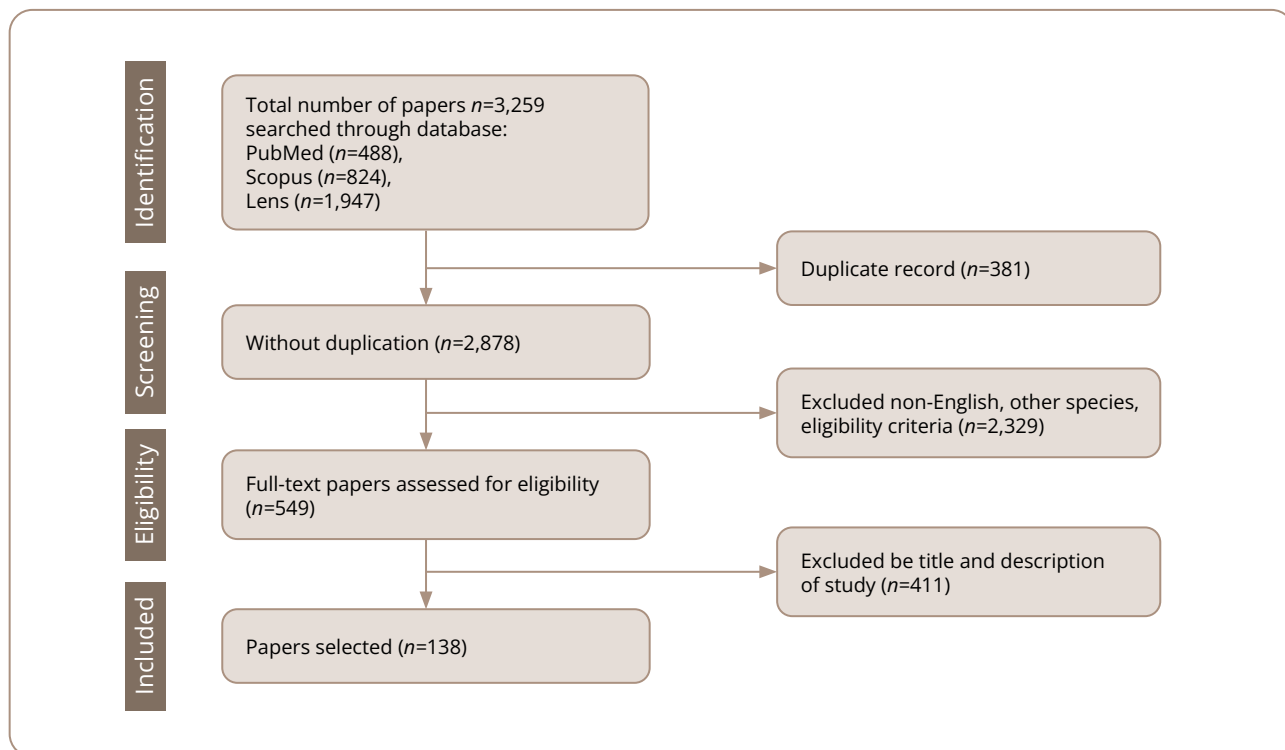 Identification
Total number of papers n=3,259
searched through database:
PubMed (n=488),
Scopus (n=824),
Lens (n=1,947)
Duplicate record (n=381)
Screening
Without duplication (n=2,878)
Excluded non-English, other species,
eligibility criteria (n=2,329)
Eligibility
Full-text papers assessed for eligibility
(n=549)
Excluded be title and description
of study (n=411)
Included
Papers selected (n=138)